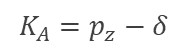 K_A = p_z − δ